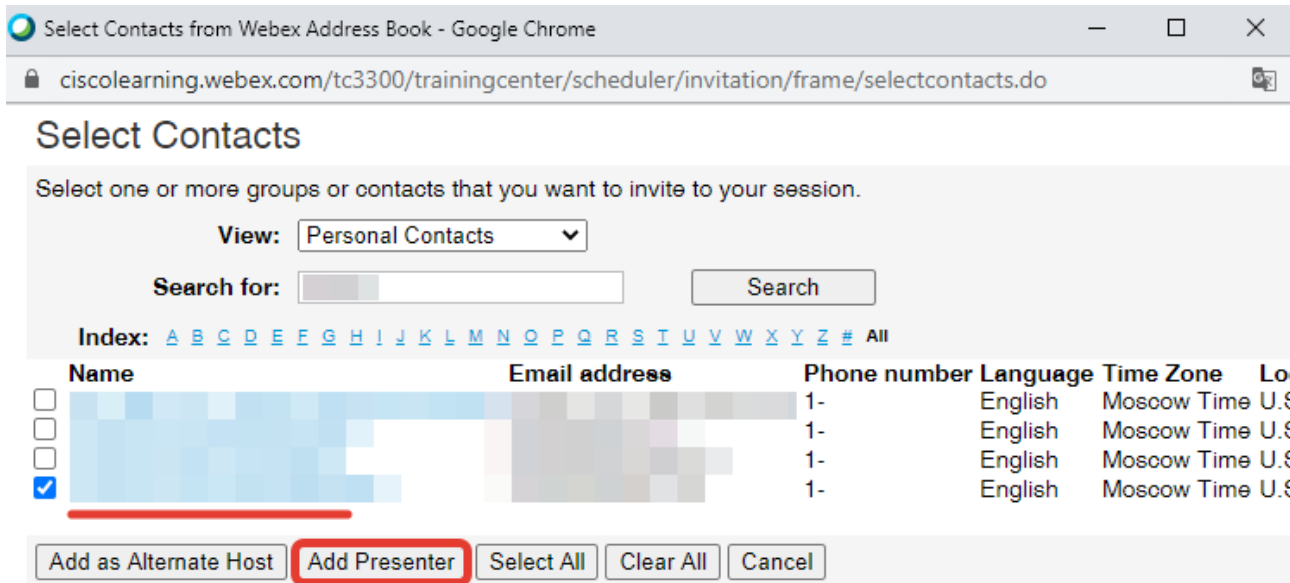 Select Contacts from Webex Address Book - Google Chrome
ciscolearning.webex.com/tc3300/trainingcenter/scheduler/invitation/frame/selectcontacts.do
Select Contacts
Select one or more groups or contacts that you want to invite to your session.
View: Personal Contacts
Search for: Search
Index: A B C D E F G H I J K L M N O P Q R S T U V W X Y Z # All
Name Email address Phone number Language Time Zone Lo
1- English Moscow Time U.S
1- English Moscow Time U.S
1- English Moscow Time U.S
1- English Moscow Time U.S
Add as Alternate Host Add Presenter Select All Clear All Cancel